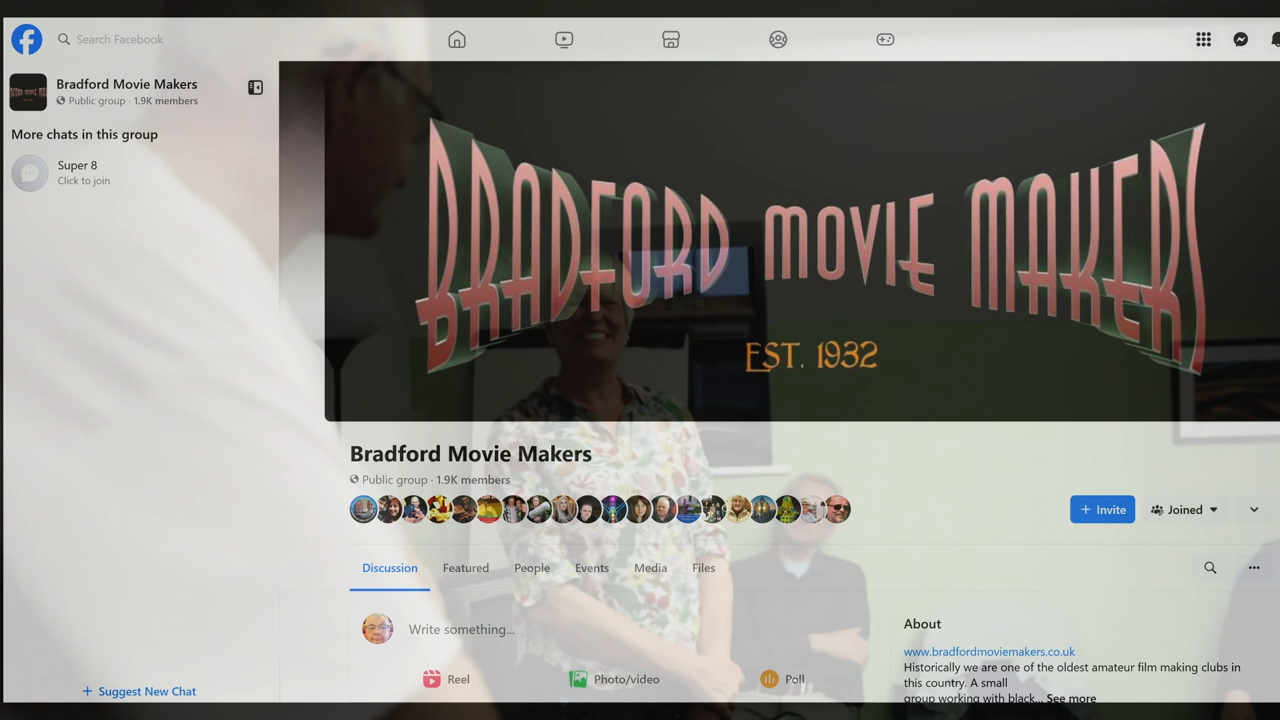 Search Facebook
Bradford Movie Makers
Public group · 1.9K members
More chats in this group
Super 8
Click to join
BRADFORD MOVIE MAKERS
EST. 1932
Bradford Movie Makers
Public group · 1.9K members
+ Invite
Joined
Discussion Featured People Events Media Files
Write something...
Reel Photo/video Poll
About
www.bradfordmoviemakers.co.uk
Historically we are one of the oldest amateur film making clubs in
this country. A small
group working with black... See more
+ Suggest New Chat